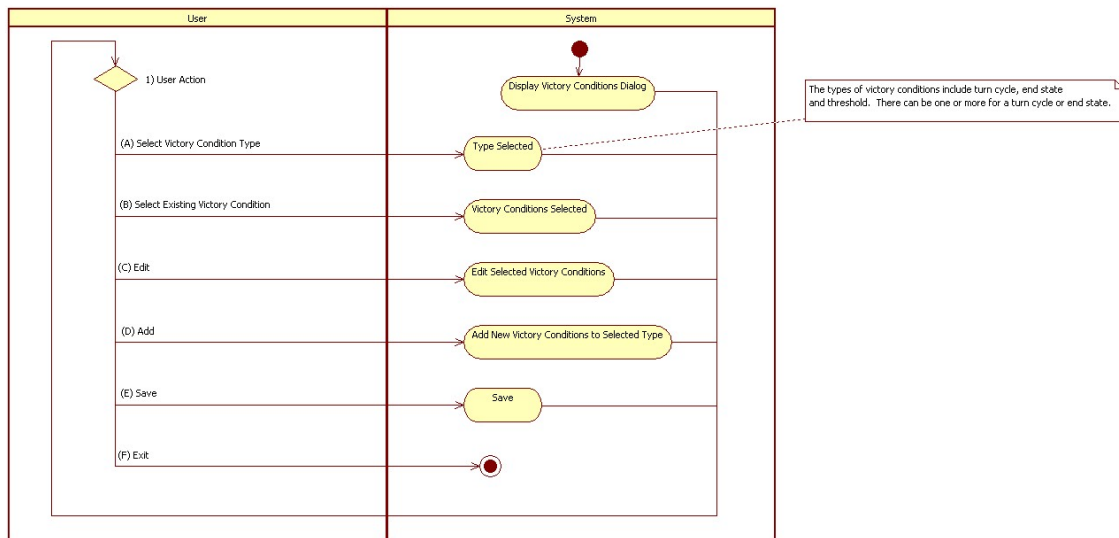 User
System
1) User Action
Display Victory Conditions Dialog
The types of victory conditions include turn cycle, end state
and threshold. There can be one or more for a turn cycle or end state.
(A) Select Victory Condition Type
Type Selected
(B) Select Existing Victory Condition
Victory Conditions Selected
(C) Edit
Edit Selected Victory Conditions
(D) Add
Add New Victory Conditions to Selected Type
(E) Save
Save
(F) Exit